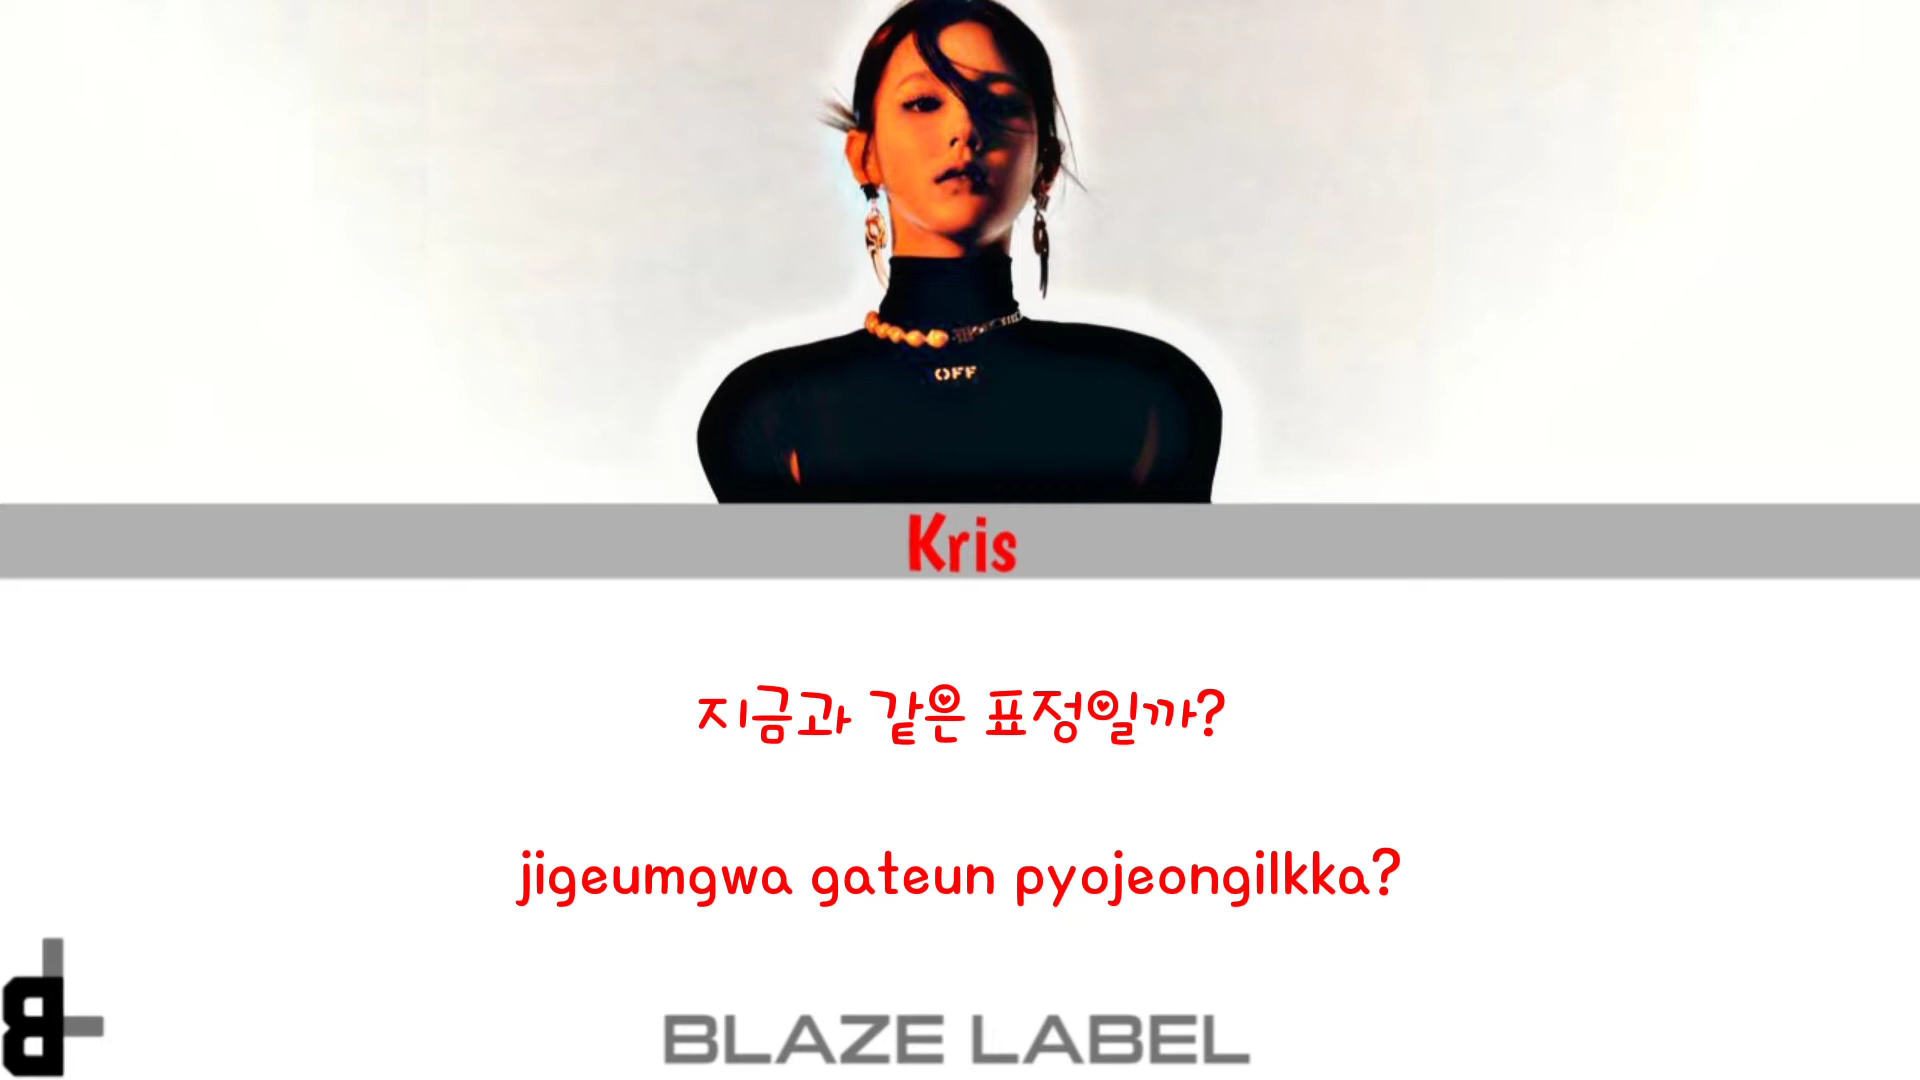 OFF
Kris
지금과 같은 표정일까?
jigeumgwa gateun pyojeongilkka?
B
BLAZE LABEL